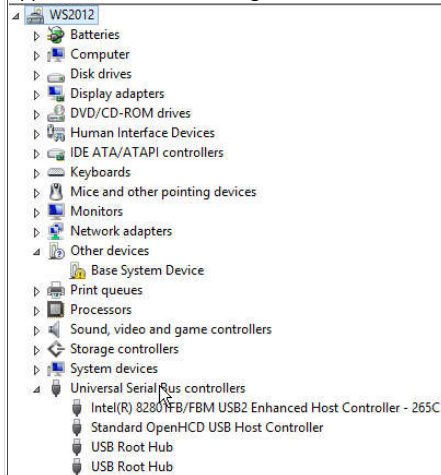 WS2012
Batteries
Computer
Disk drives
Display adapters
DVD/CD-ROM drives
Human Interface Devices
IDE ATA/ATAPI controllers
Keyboards
Mice and other pointing devices
Monitors
Network adapters
Other devices
Base System Device
Print queues
Processors
Sound, video and game controllers
Storage controllers
System devices
Universal Serial Bus controllers
Intel(R) 82801FB/FBM USB2 Enhanced Host Controller - 265C
Standard OpenHCD USB Host Controller
USB Root Hub
USB Root Hub